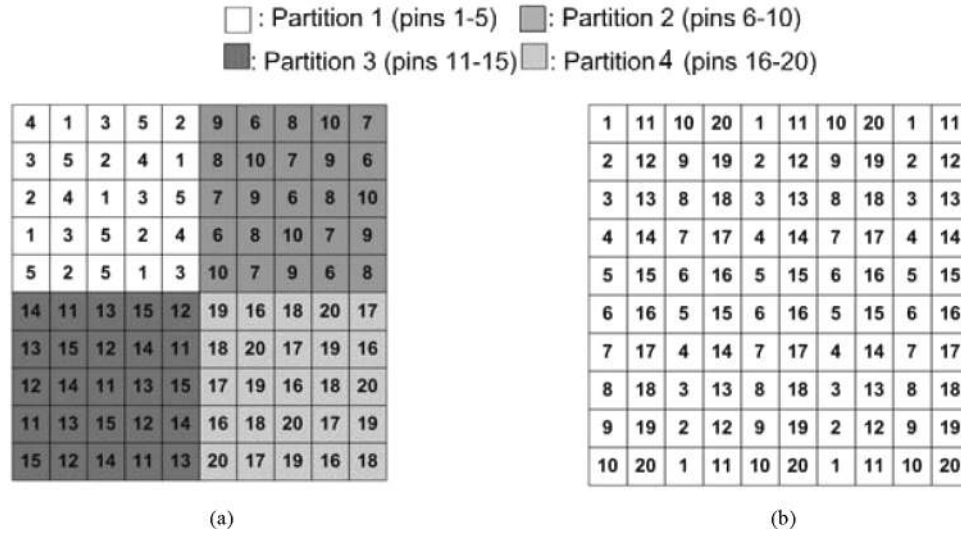 : Partition 1 (pins 1-5) : Partition 2 (pins 6-10)
: Partition 3 (pins 11-15) : Partition 4 (pins 16-20)
4 1 3 5 2 9 6 8 10 7
3 5 2 4 1 8 10 7 9 6
2 4 1 3 5 7 9 6 8 10
1 3 5 2 4 6 8 10 7 9
5 2 5 1 3 10 7 9 6 8
14 11 13 15 12 19 16 18 20 17
13 15 12 14 11 18 20 17 19 16
12 14 11 13 15 17 19 16 18 20
11 13 15 12 14 16 18 20 17 19
15 12 14 11 13 20 17 19 16 18
(a)
1 11 10 20 1 11 10 20 1 11
2 12 9 19 2 12 9 19 2 12
3 13 8 18 3 13 8 18 3 13
4 14 7 17 4 14 7 17 4 14
5 15 6 16 5 15 6 16 5 15
6 16 5 15 6 16 5 15 6 16
7 17 4 14 7 17 4 14 7 17
8 18 3 13 8 18 3 13 8 18
9 19 2 12 9 19 2 12 9 19
10 20 1 11 10 20 1 11 10 20
(b)